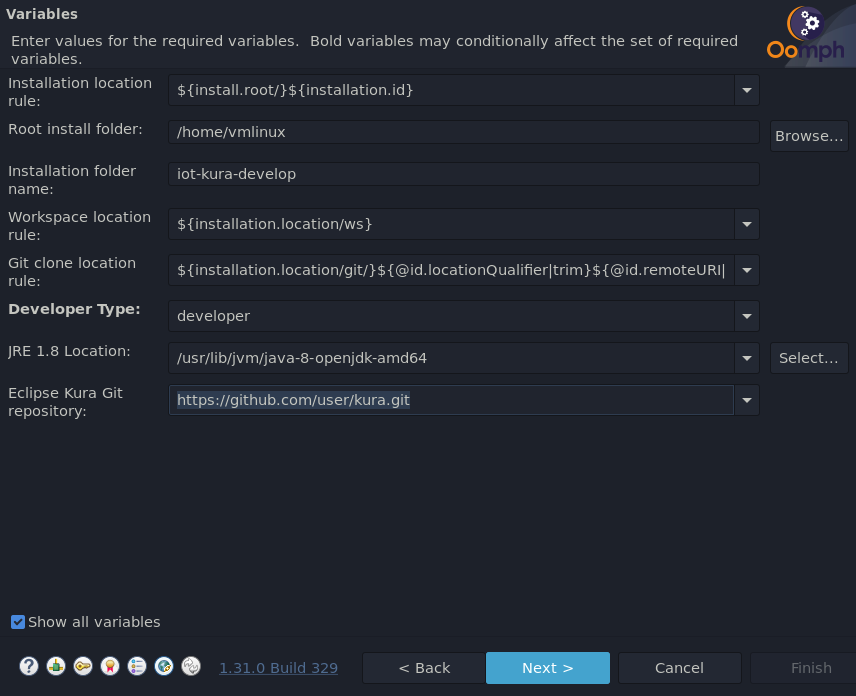 Variables
Enter values for the required variables.  Bold variables may conditionally affect the set of required
variables.
Oomph
Installation location
rule:
${install.root/}${installation.id}
Root install folder:
/home/vmlinux
Browse...
Installation folder
name:
iot-kura-develop
Workspace location
rule:
${installation.location/ws}
Git clone location
rule:
${installation.location/git/}${@id.locationQualifier|trim}${@id.remoteURI|
Developer Type:
developer
JRE 1.8 Location:
/usr/lib/jvm/java-8-openjdk-amd64
Select...
Eclipse Kura Git
repository:
https://github.com/user/kura.git
Show all variables
?
1.31.0 Build 329
< Back
Next >
Cancel
Finish